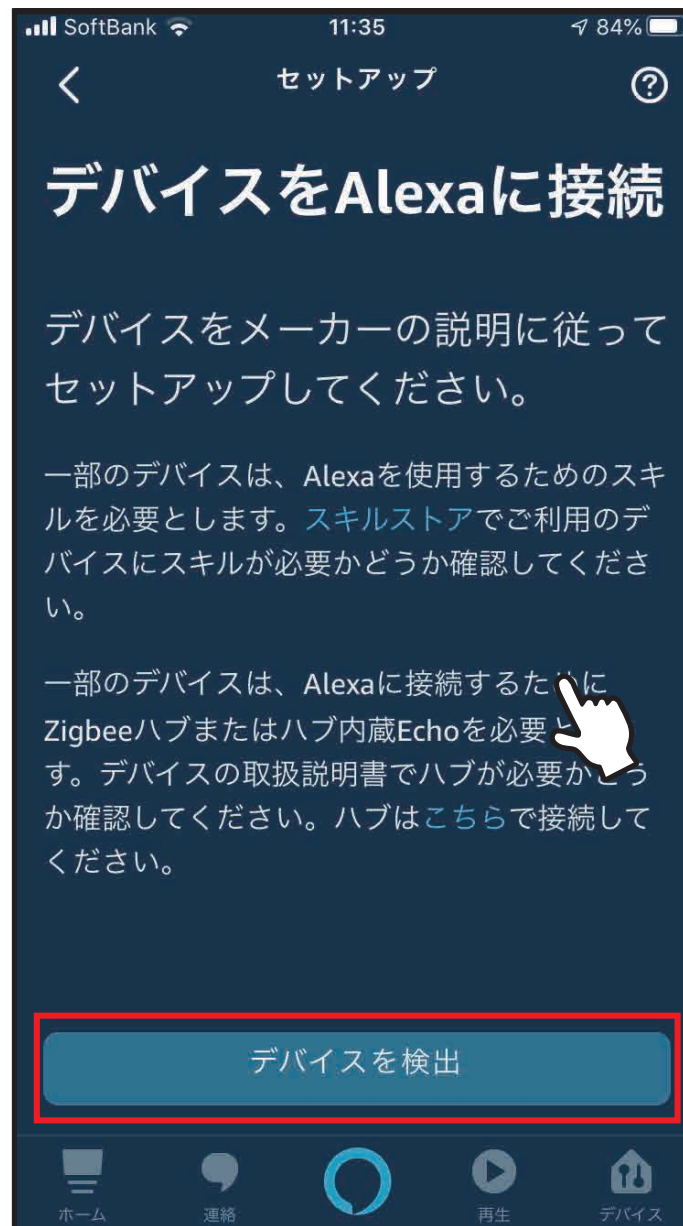 SoftBank 11:35 84%
セットアップ
デバイスをAlexaに接続
デバイスをメーカーの説明に従って
セットアップしてください。
一部のデバイスは、Alexaを使用するためのスキ
ルを必要とします。スキルストアでご利用のデ
バイスにスキルが必要かどうか確認してくださ
い。
一部のデバイスは、Alexaに接続するために
Zigbeeハブまたはハブ内蔵Echoを必要と
す。デバイスの取扱説明書でハブが必要かどう
か確認してください。ハブはこちらで接続して
ください。
デバイスを検出
ホーム 連絡 再生 デバイス